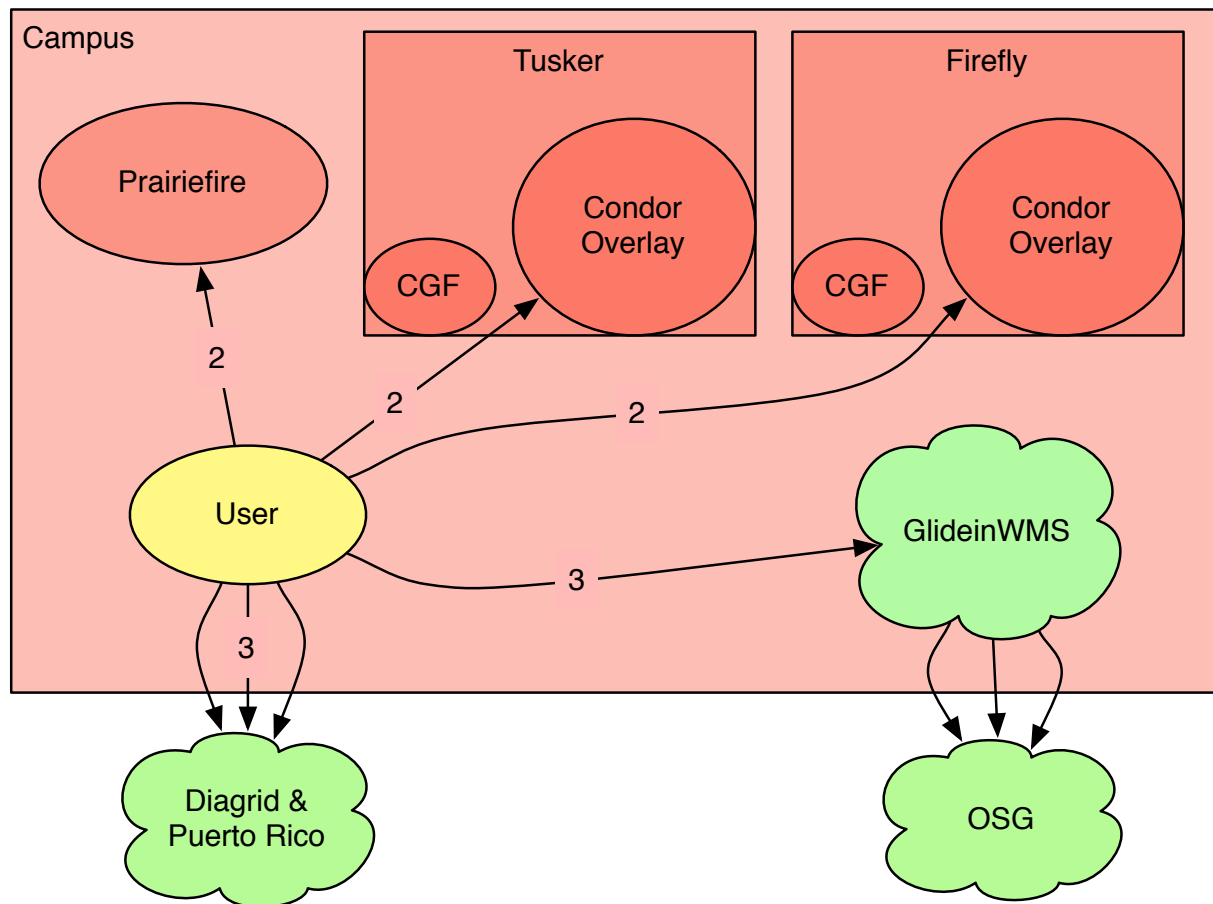 Campus
Tusker
Firefly
Prairiefire
Condor
Overlay
CGF
Condor
Overlay
CGF
2
2
2
User
GlideinWMS
3
3
Diagrid &
Puerto Rico
OSG